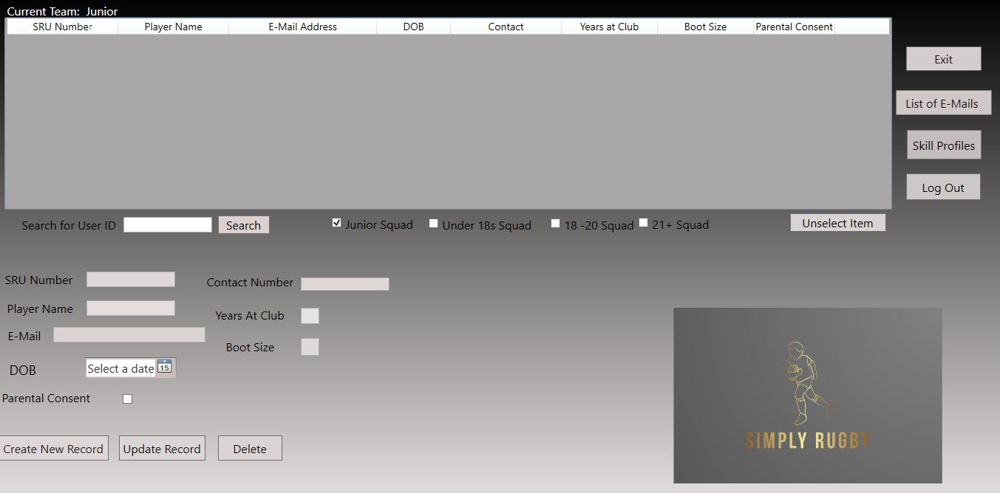 Current Team: Junior
SRU Number Player Name E-Mail Address DOB Contact Years at Club Boot Size Parental Consent
Exit
List of E-Mails
Skill Profiles
Log Out
Search for User ID Search Junior Squad Under 18s Squad 18 -20 Squad 21+ Squad Unselect Item
SRU Number Contact Number
Player Name Years At Club
E-Mail Boot Size
DOB Select a date 15
Parental Consent
SIMPLY RUGBY
Create New Record Update Record Delete